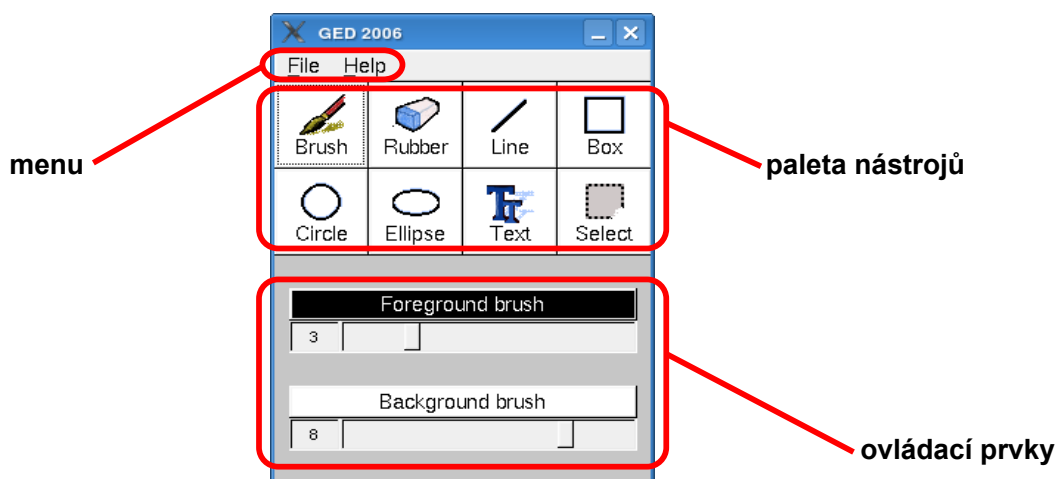 GED 2006
File Help
Brush Rubber Line Box
menu
paleta nástrojů
Circle Ellipse Text Select
Foreground brush
3
Background brush
8
ovládací prvky